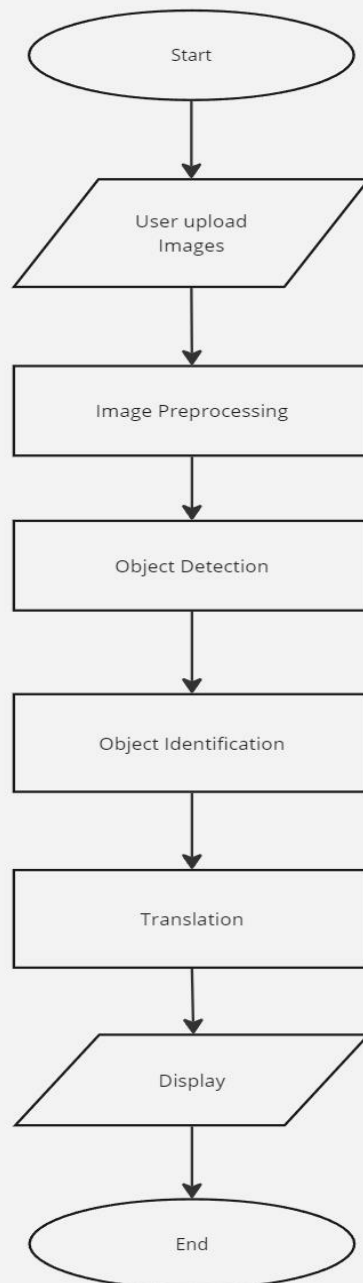 Start
User upload
Images
Image Preprocessing
Object Detection
Object Identification
Translation
Display
End